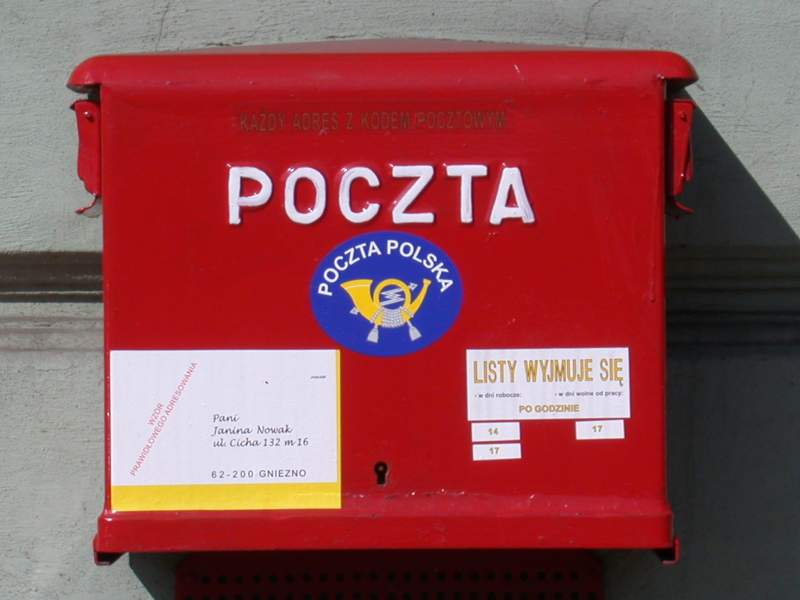 KAŻDY ADRES Z KODEM POCZTOWYM
POCZTA
POCZTA POLSKA
WZÓR
PRAWIDŁOWEGO ADRESOWANIA
Pani
Janina Nowak
ul. Cicha 132 m 16
62-200 GNIEZNO
LISTY WYJMUJE SIĘ
- w dni robocze: - w dni wolne od pracy:
PO GODZINIE
14 17
17